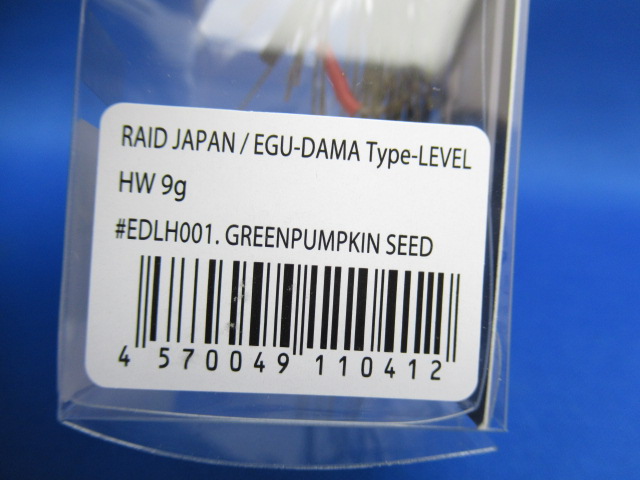 RAID JAPAN / EGU-DAMA Type-LEVEL
HW 9g
#EDLH001. GREENPUMPKIN SEED
4 570049 110412